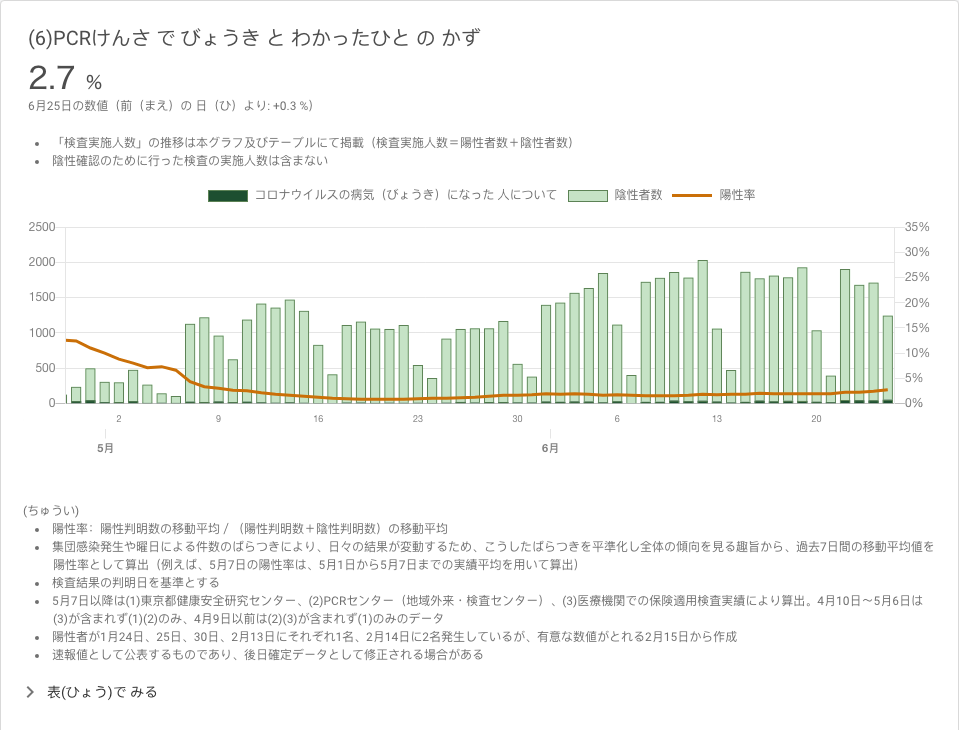 (6)PCRけんさ で びょうき と わかったひと の かず
2.7 %
6月25日の数値（前（まえ）の 日（ひ）より: +0.3 %）
「検査実施人数」の推移は本グラフ及びテーブルにて掲載（検査実施人数＝陽性者数＋陰性者数）
陰性確認のために行った検査の実施人数は含まない
コロナウイルスの病気（びょうき）になった 人について 陰性者数 陽性率
2500 35%
30%
2000
25%
1500 20%
15%
1000
10%
500
5%
0 0%
2 9 16 23 30 6 13 20
5月 6月
(ちゅうい)
陽性率：陽性判明数の移動平均 / （陽性判明数＋陰性判明数）の移動平均
集団感染発生や曜日による件数のばらつきにより、日々の結果が変動するため、こうしたばらつきを平準化し全体の傾向を見る趣旨から、過去7日間の移動平均値を
陽性率として算出（例えば、5月7日の陽性率は、5月1日から5月7日までの実績平均を用いて算出）
検査結果の判明日を基準とする
5月7日以降は(1)東京都健康安全研究センター、(2)PCRセンター（地域外来・検査センター）、(3)医療機関での保険適用検査実績により算出。4月10日～5月6日は
(3)が含まれず(1)(2)のみ、4月9日以前は(2)(3)が含まれず(1)のみのデータ
陽性者が1月24日、25日、30日、2月13日にそれぞれ1名、2月14日に2名発生しているが、有意な数値がとれる2月15日から作成
速報値として公表するものであり、後日確定データとして修正される場合がある
表(ひょう)で みる